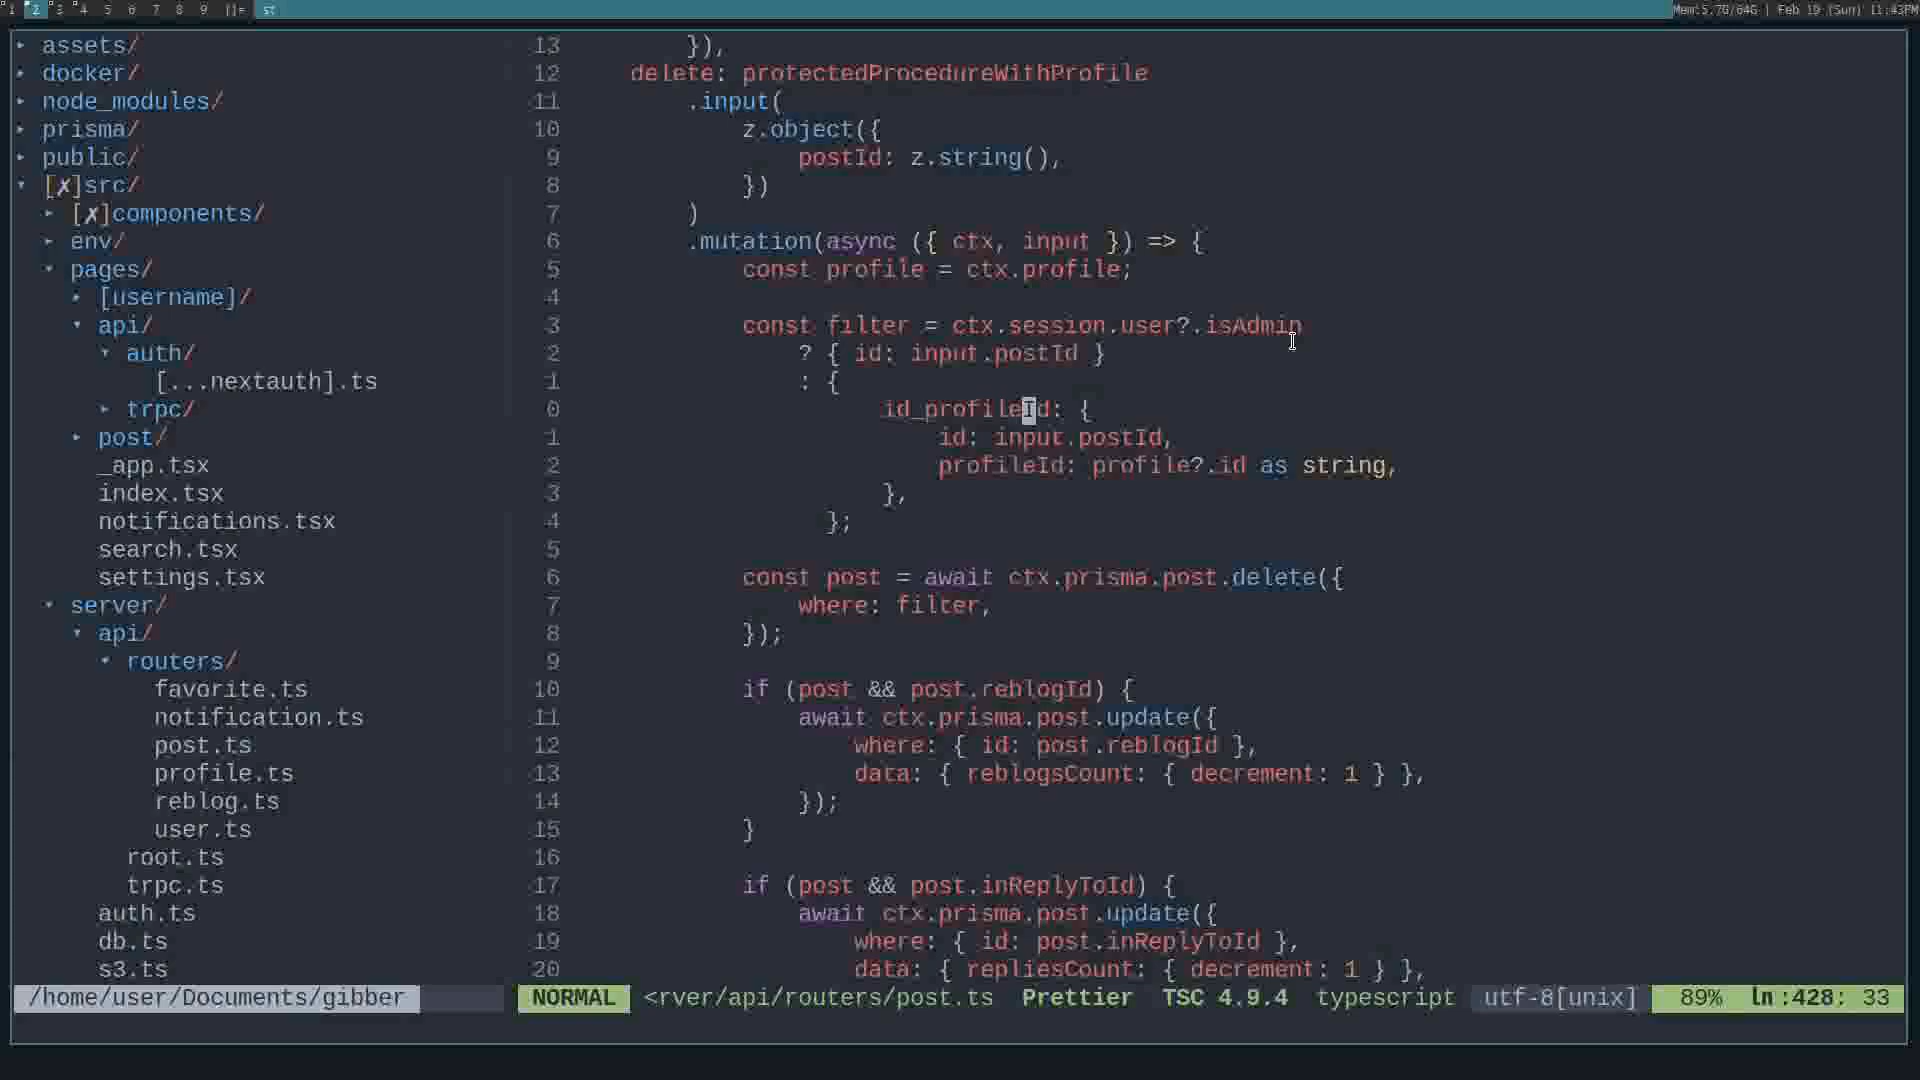 1 2 3 4 5 6 7 8 9 []= st Mem:5.7G/64G | Feb 19 (Sun) 11:43PM
▸ assets/
▸ docker/
▸ node_modules/
▸ prisma/
▸ public/
▾ [✗]src/
▸ [✗]components/
▸ env/
▾ pages/
▸ [username]/
▾ api/
▾ auth/
[...nextauth].ts
▸ trpc/
▸ post/
_app.tsx
index.tsx
notifications.tsx
search.tsx
settings.tsx
▾ server/
▾ api/
▾ routers/
favorite.ts
notification.ts
post.ts
profile.ts
reblog.ts
user.ts
root.ts
trpc.ts
auth.ts
db.ts
s3.ts
/home/user/Documents/gibber
13 }),
12 delete: protectedProcedureWithProfile
11 .input(
10 z.object({
9 postId: z.string(),
8 })
7 )
6 .mutation(async ({ ctx, input }) => {
5 const profile = ctx.profile;
4
3 const filter = ctx.session.user?.isAdmin
2 ? { id: input.postId }
1 : {
0 id_profileId: {
1 id: input.postId,
2 profileId: profile?.id as string,
3 },
4 };
5
6 const post = await ctx.prisma.post.delete({
7 where: filter,
8 });
9
10 if (post && post.reblogId) {
11 await ctx.prisma.post.update({
12 where: { id: post.reblogId },
13 data: { reblogsCount: { decrement: 1 } },
14 });
15 }
16
17 if (post && post.inReplyToId) {
18 await ctx.prisma.post.update({
19 where: { id: post.inReplyToId },
20 data: { repliesCount: { decrement: 1 } },
NORMAL <rver/api/routers/post.ts Prettier TSC 4.9.4 typescript utf-8[unix] 89% ln:428: 33